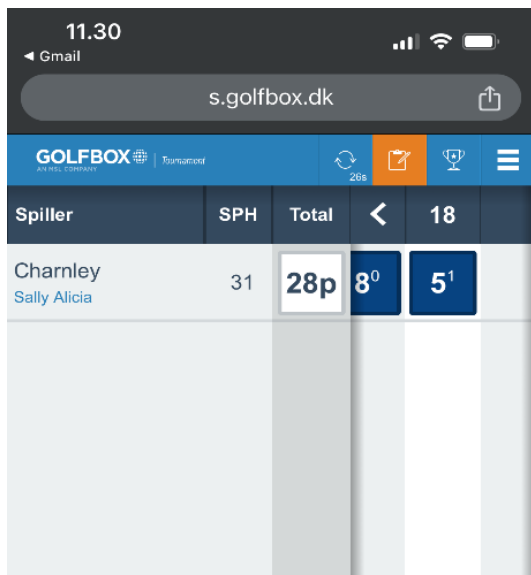 11.30
◀ Gmail
s.golfbox.dk
GOLFBOX | Tournament
AN MSL COMPANY
26s
Spiller SPH Total < 18
Charnley 31 28p 8⁰ 5¹
Sally Alicia